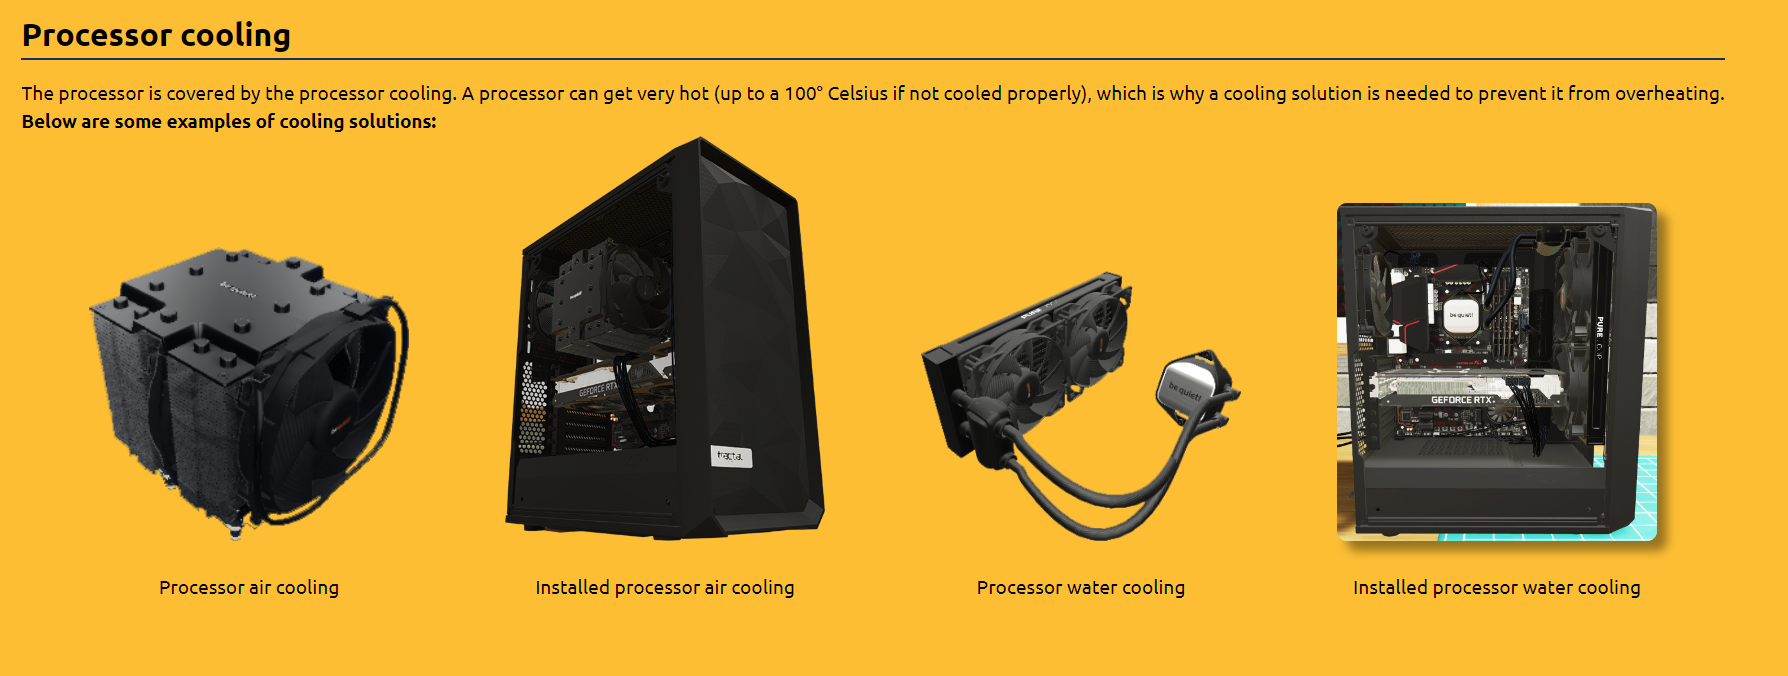 Processor cooling
The processor is covered by the processor cooling. A processor can get very hot (up to a 100° Celsius if not cooled properly), which is why a cooling solution is needed to prevent it from overheating.
Below are some examples of cooling solutions:
be quiet!
GEFORCE RTX
fractal
PURE
be quiet!
be quiet!
PURE
GEFORCE RTX
Processor air cooling
Installed processor air cooling
Processor water cooling
Installed processor water cooling